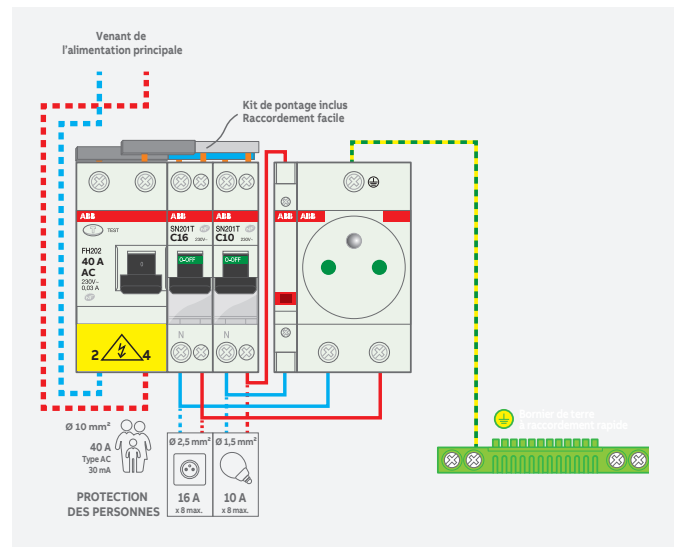 Venant de
l'alimentation principale
Kit de pontage inclus
Raccordement facile
ABB
ABB
ABB
ABB
ABB
TEST
SN201T
C16 230V~
SN201T
C10 230V~
FH202
40 A
AC
230V~
0,03 A
O-OFF
O-OFF
2
4
N
N
Ø 10 mm²
40 A
Type AC
30 mA
PROTECTION
DES PERSONNES
Ø 2,5 mm²
16 A
x 8 max.
Ø 1,5 mm²
10 A
x 8 max.
Bornier de terre
à raccordement rapide